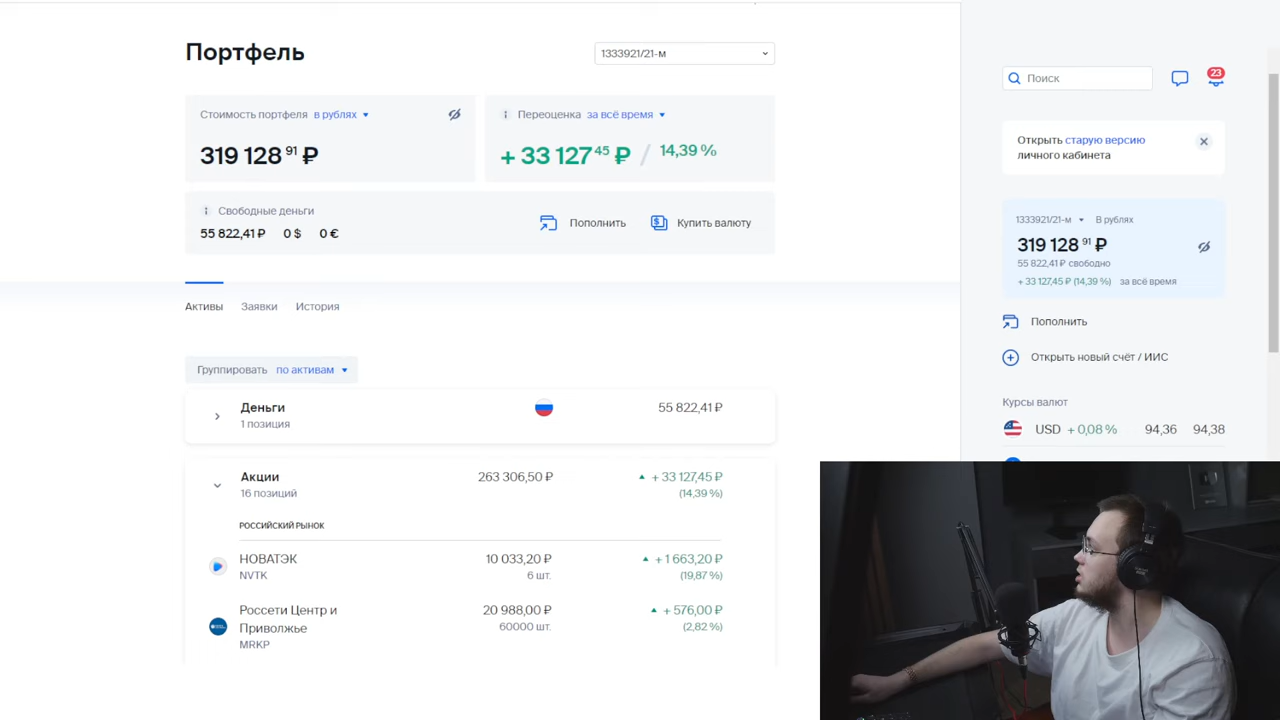 Портфель
1333921/21-м
Стоимость портфеля в рублях
319 128 91 ₽
Переоценка за всё время
+ 33 127 45 ₽ / 14,39 %
Свободные деньги
55 822,41 ₽ 0 $ 0 €
Пополнить
Купить валюту
Активы Заявки История
Группировать по активам
Деньги
1 позиция
55 822,41 ₽
Акции 263 306,50 ₽ + 33 127,45 ₽
16 позиций (14,39 %)
РОССИЙСКИЙ РЫНОК
НОВАТЭК 10 033,20 ₽ + 1 663,20 ₽
NVTK 6 шт. (19,87 %)
Россети Центр и 20 988,00 ₽ + 576,00 ₽
Приволжье 60000 шт. (2,82 %)
MRKP
Поиск
23
Открыть старую версию
личного кабинета
1333921/21-м В рублях
319 128 91 ₽
55 822,41 ₽ свободно
+ 33 127,45 ₽ (14,39 %) за всё время
Пополнить
Открыть новый счёт / ИИС
Курсы валют
USD + 0,08 % 94,36 94,38